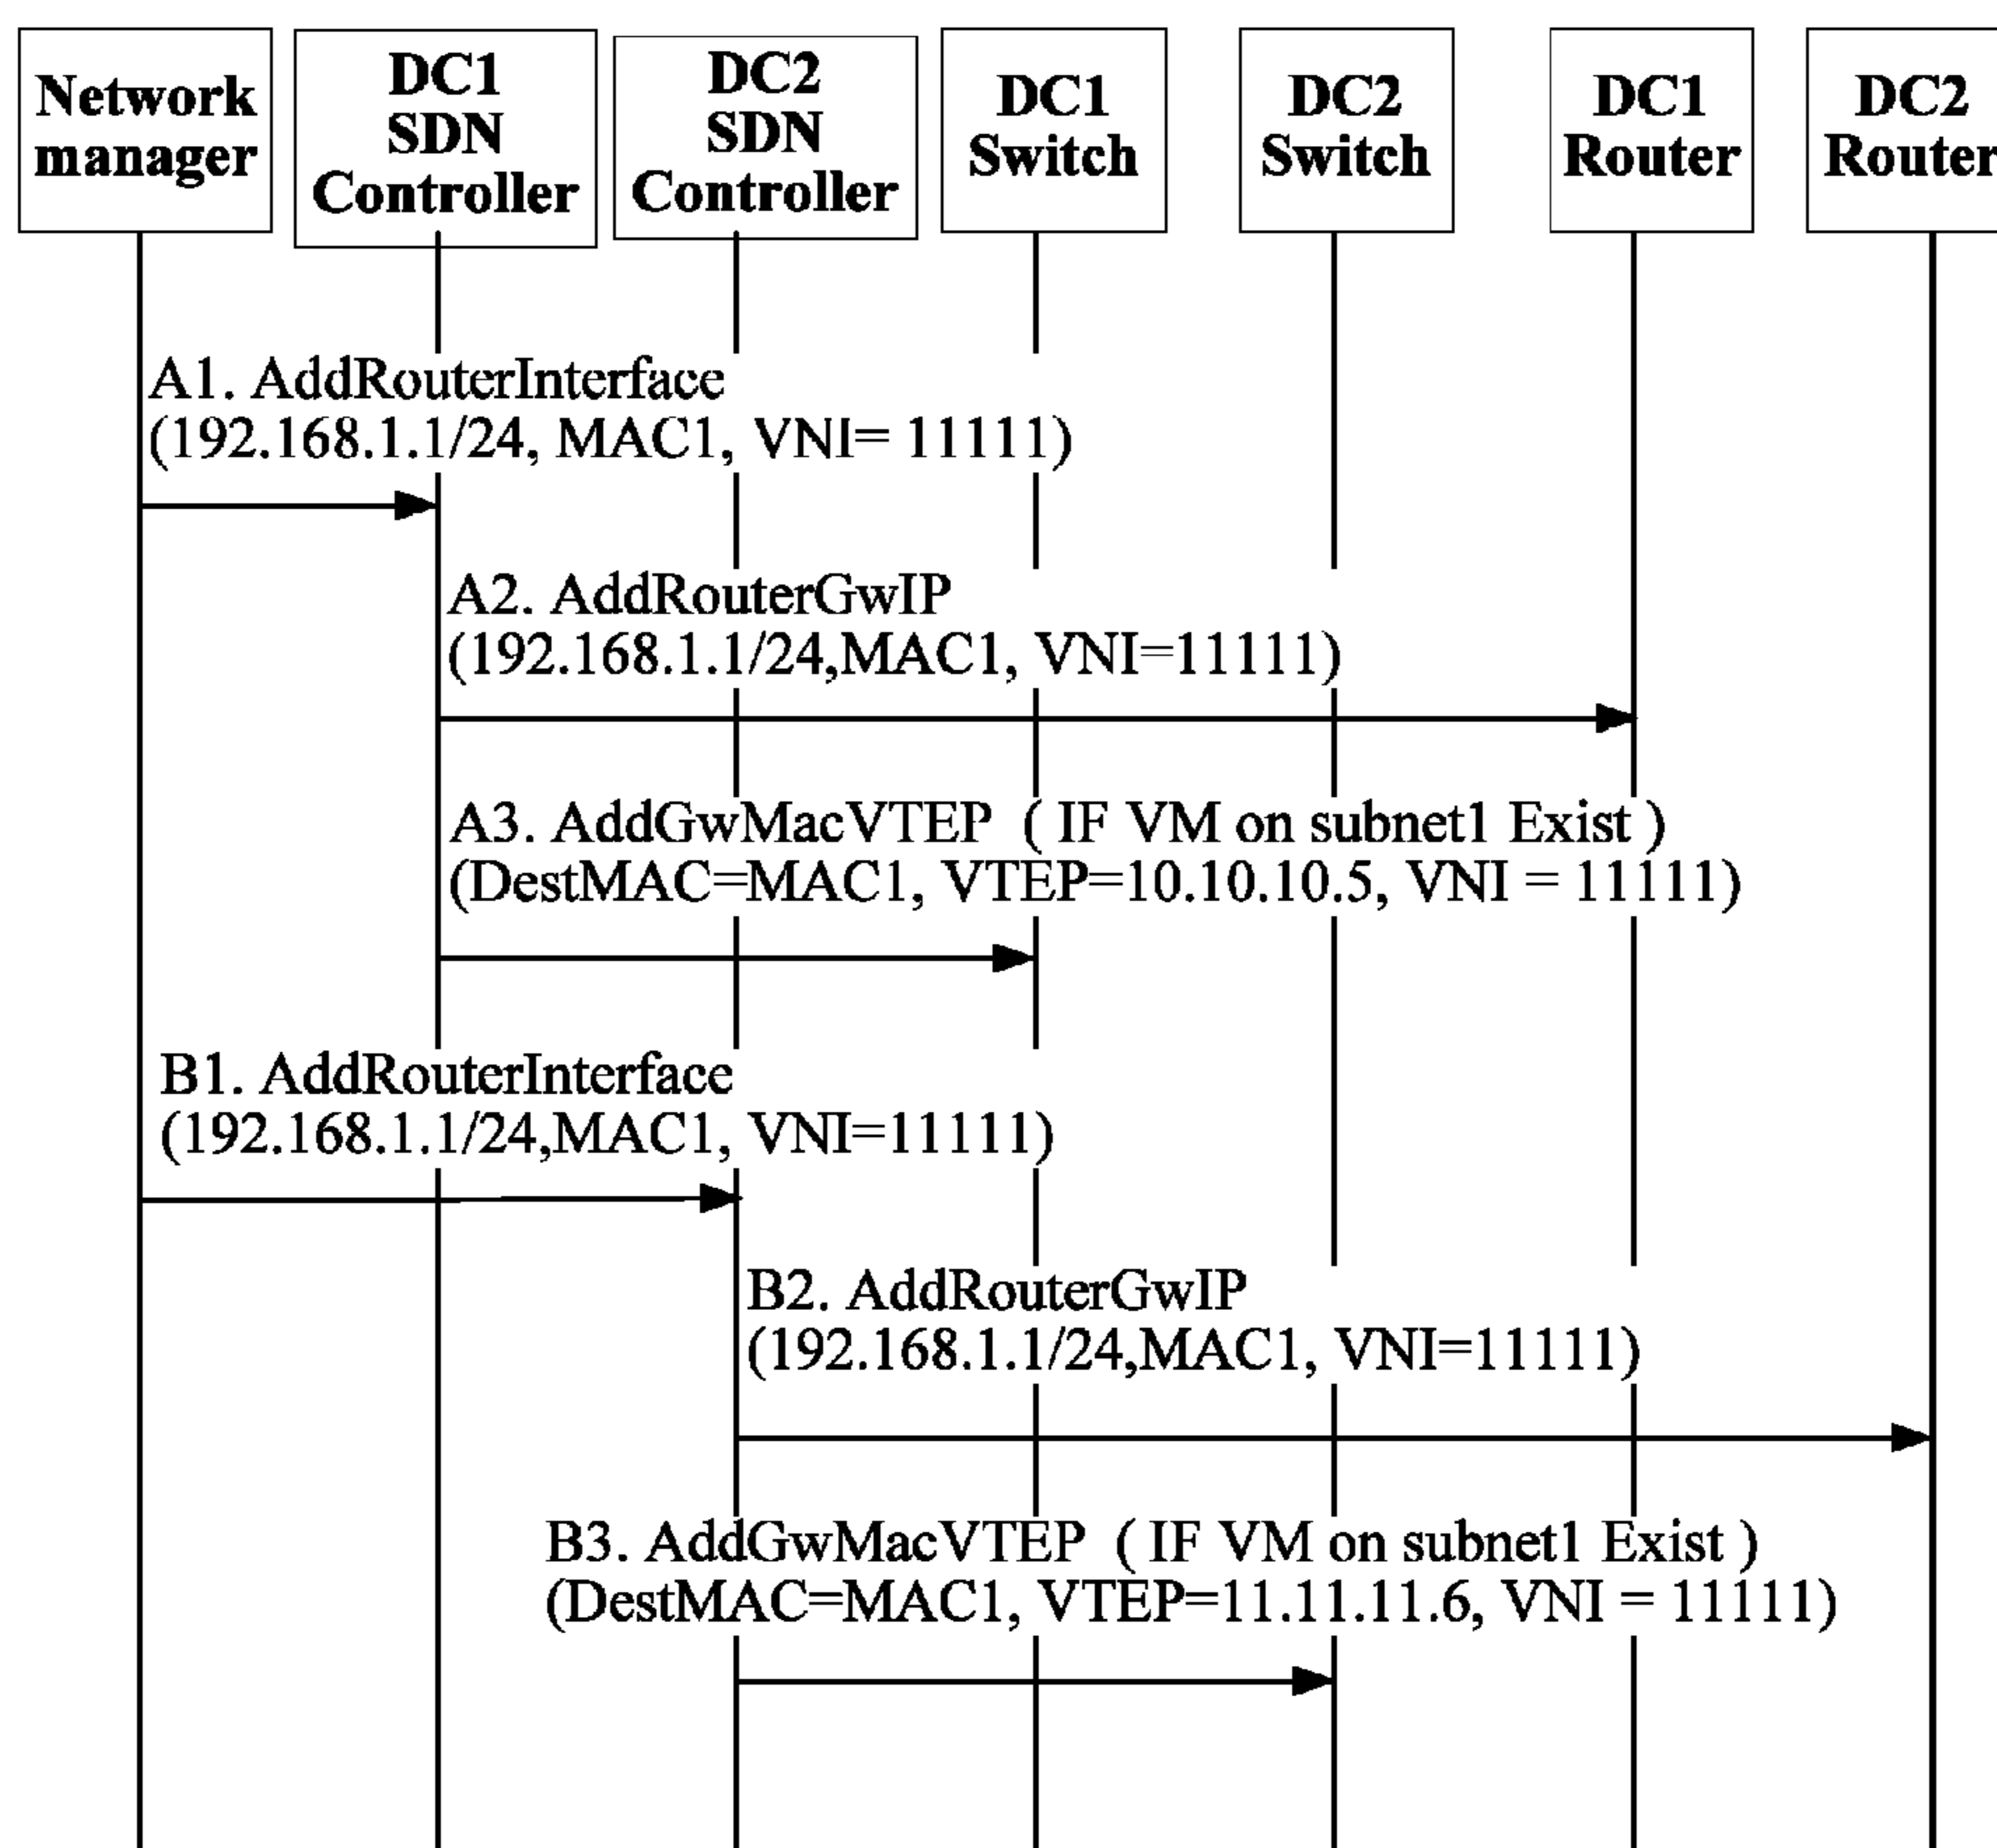 Network
manager
DC1
SDN
Controller
DC2
SDN
Controller
DC1
Switch
DC2
Switch
DC1
Router
DC2
Router
A1. AddRouterInterface
(192.168.1.1/24, MAC1, VNI= 11111)
A2. AddRouterGwIP
(192.168.1.1/24,MAC1, VNI=11111)
A3. AddGwMacVTEP ( IF VM on subnet1 Exist )
(DestMAC=MAC1, VTEP=10.10.10.5, VNI = 11111)
B1. AddRouterInterface
(192.168.1.1/24,MAC1, VNI=11111)
B2. AddRouterGwIP
(192.168.1.1/24,MAC1, VNI=11111)
B3. AddGwMacVTEP ( IF VM on subnet1 Exist )
(DestMAC=MAC1, VTEP=11.11.11.6, VNI = 11111)